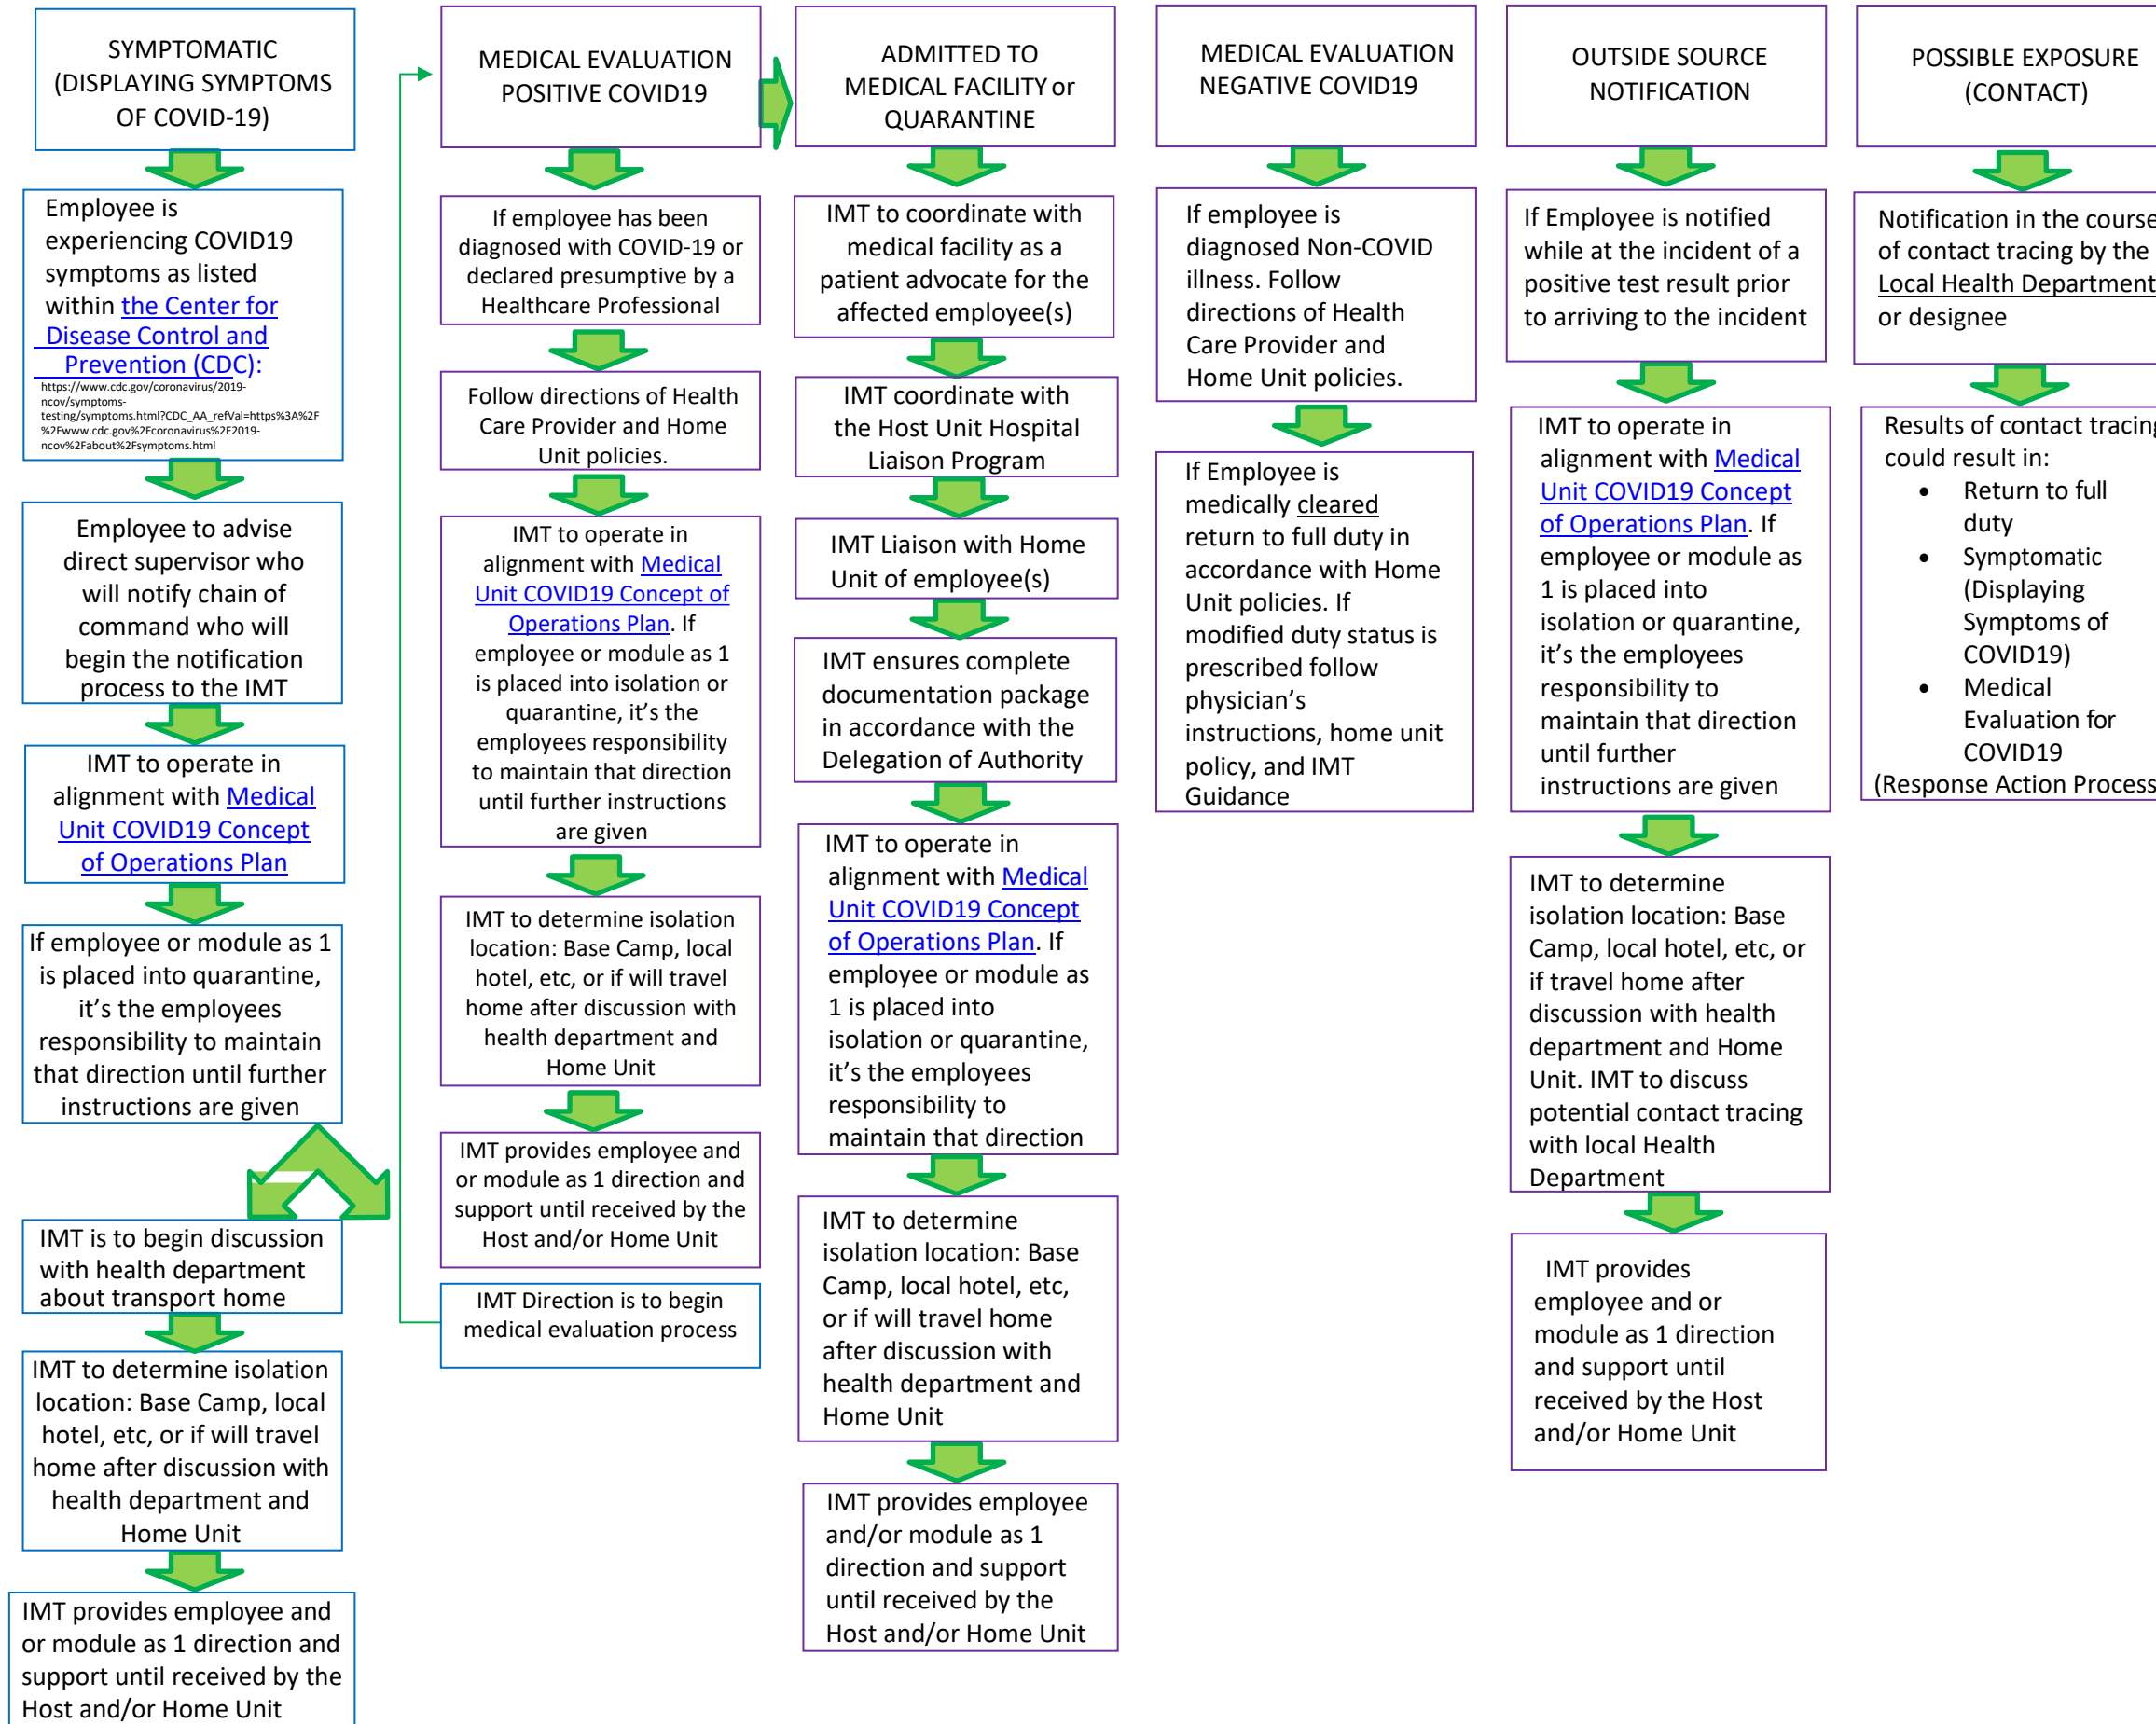 SYMPTOMATIC
(DISPLAYING SYMPTOMS
OF COVID-19)
Employee is
experiencing COVID19
symptoms as listed
within the Center for
Disease Control and
Prevention (CDC):
https://www.cdc.gov/coronavirus/2019-
ncov/symptoms-
testing/symptoms.html?CDC_AA_refVal=https%3A%2F
%2Fwww.cdc.gov%2Fcoronavirus%2F2019-
ncov%2Fabout%2Fsymptoms.html
Employee to advise
direct supervisor who
will notify chain of
command who will
begin the notification
process to the IMT
IMT to operate in
alignment with Medical
Unit COVID19 Concept
of Operations Plan
If employee or module as 1
is placed into quarantine,
it's the employees
responsibility to maintain
that direction until further
instructions are given
IMT is to begin discussion
with health department
about transport home
IMT to determine isolation
location: Base Camp, local
hotel, etc, or if will travel
home after discussion with
health department and
Home Unit
IMT provides employee and
or module as 1 direction and
support until received by the
Host and/or Home Unit
MEDICAL EVALUATION
POSITIVE COVID19
If employee has been
diagnosed with COVID-19 or
declared presumptive by a
Healthcare Professional
Follow directions of Health
Care Provider and Home
Unit policies.
IMT to operate in
alignment with Medical
Unit COVID19 Concept of
Operations Plan. If
employee or module as 1
is placed into isolation or
quarantine, it's the
employees responsibility
to maintain that direction
until further instructions
are given
IMT to determine isolation
location: Base Camp, local
hotel, etc, or if will travel
home after discussion with
health department and
Home Unit
IMT provides employee and
or module as 1 direction and
support until received by the
Host and/or Home Unit
IMT Direction is to begin
medical evaluation process
ADMITTED TO
MEDICAL FACILITY or
QUARANTINE
IMT to coordinate with
medical facility as a
patient advocate for the
affected employee(s)
IMT coordinate with
the Host Unit Hospital
Liaison Program
IMT Liaison with Home
Unit of employee(s)
IMT ensures complete
documentation package
in accordance with the
Delegation of Authority
IMT to operate in
alignment with Medical
Unit COVID19 Concept
of Operations Plan. If
employee or module as
1 is placed into
isolation or quarantine,
it's the employees
responsibility to
maintain that direction
IMT to determine
isolation location: Base
Camp, local hotel, etc,
or if will travel home
after discussion with
health department and
Home Unit
IMT provides employee
and/or module as 1
direction and support
until received by the
Host and/or Home Unit
MEDICAL EVALUATION
NEGATIVE COVID19
If employee is
diagnosed Non-COVID
illness. Follow
directions of Health
Care Provider and
Home Unit policies.
If Employee is
medically cleared
return to full duty in
accordance with Home
Unit policies. If
modified duty status is
prescribed follow
physician's
instructions, home unit
policy, and IMT
Guidance
OUTSIDE SOURCE
NOTIFICATION
If Employee is notified
while at the incident of a
positive test result prior
to arriving to the incident
IMT to operate in
alignment with Medical
Unit COVID19 Concept
of Operations Plan. If
employee or module as
1 is placed into
isolation or quarantine,
it's the employees
responsibility to
maintain that direction
until further
instructions are given
IMT to determine
isolation location: Base
Camp, local hotel, etc, or
if travel home after
discussion with health
department and Home
Unit. IMT to discuss
potential contact tracing
with local Health
Department
IMT provides
employee and or
module as 1 direction
and support until
received by the Host
and/or Home Unit
POSSIBLE EXPOSURE
(CONTACT)
Notification in the course
of contact tracing by the
Local Health Department
or designee
Results of contact tracing
could result in:
• Return to full
duty
• Symptomatic
(Displaying
Symptoms of
COVID19)
• Medical
Evaluation for
COVID19
(Response Action Process